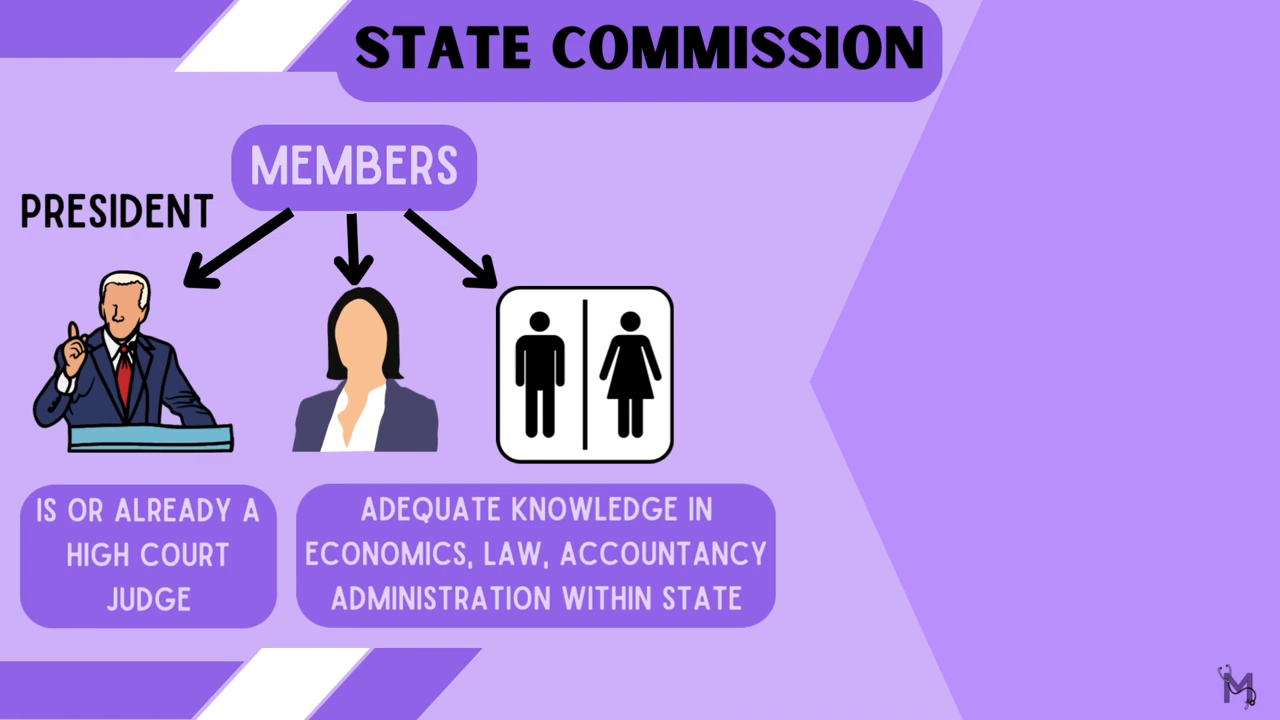 STATE COMMISSION
MEMBERS
PRESIDENT
IS OR ALREADY A
HIGH COURT
JUDGE
ADEQUATE KNOWLEDGE IN
ECONOMICS, LAW, ACCOUNTANCY
ADMINISTRATION WITHIN STATE
M